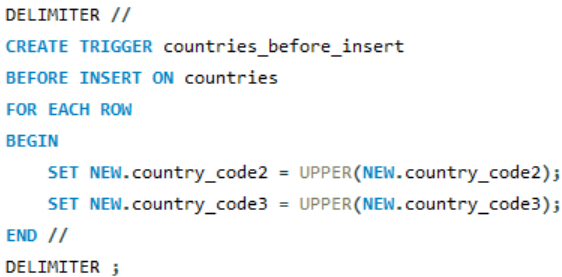 DELIMITER //
CREATE TRIGGER countries_before_insert
BEFORE INSERT ON countries
FOR EACH ROW
BEGIN
    SET NEW.country_code2 = UPPER(NEW.country_code2);
    SET NEW.country_code3 = UPPER(NEW.country_code3);
END //
DELIMITER ;